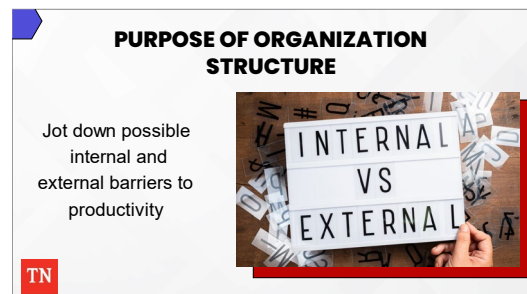 PURPOSE OF ORGANIZATION
STRUCTURE
Jot down possible
internal and
external barriers to
productivity
INTERNAL
VS
EXTERNAL
TN